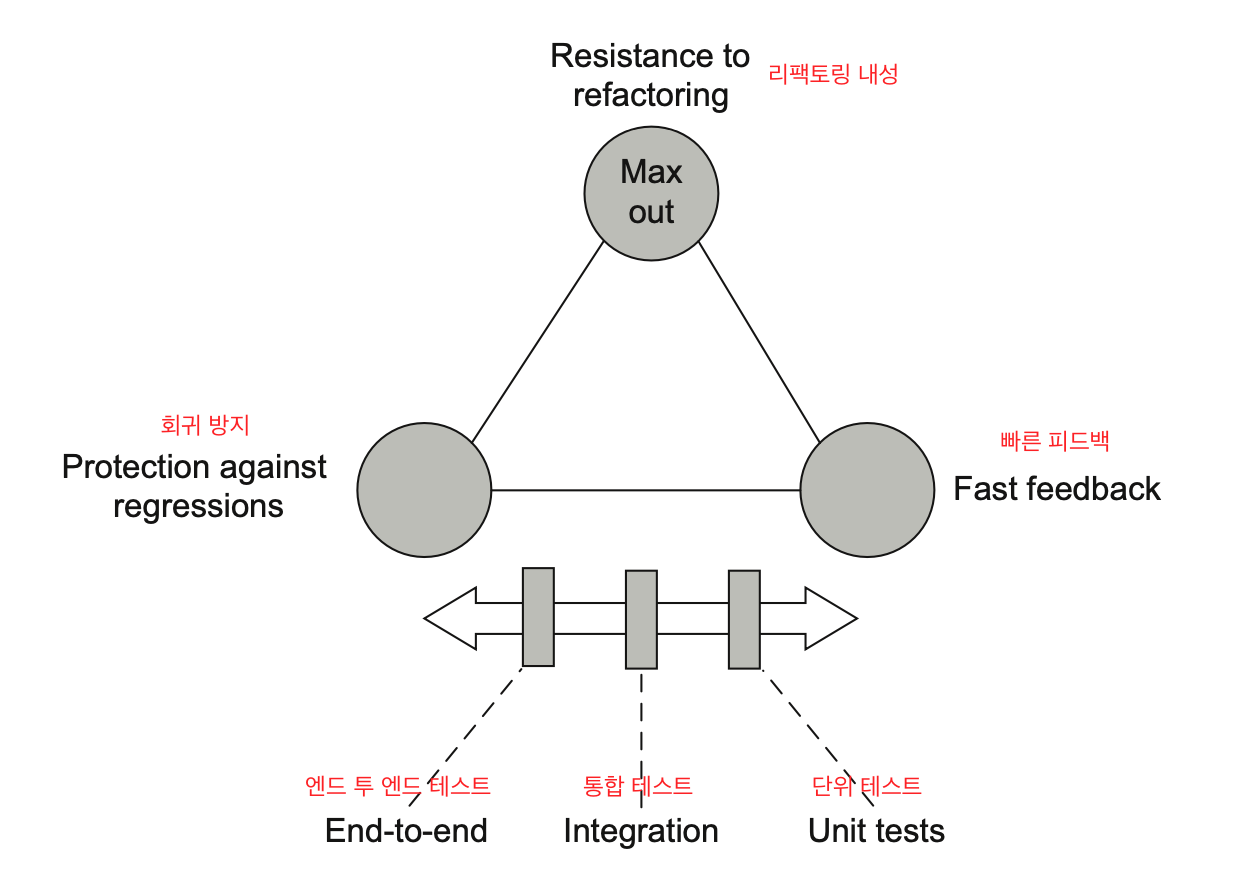 Resistance to
refactoring
리팩토링 내성
Max
out
회귀 방지
Protection against
regressions
빠른 피드백
Fast feedback
엔드 투 엔드 테스트
통합 테스트
단위 테스트
End-to-end
Integration
Unit tests